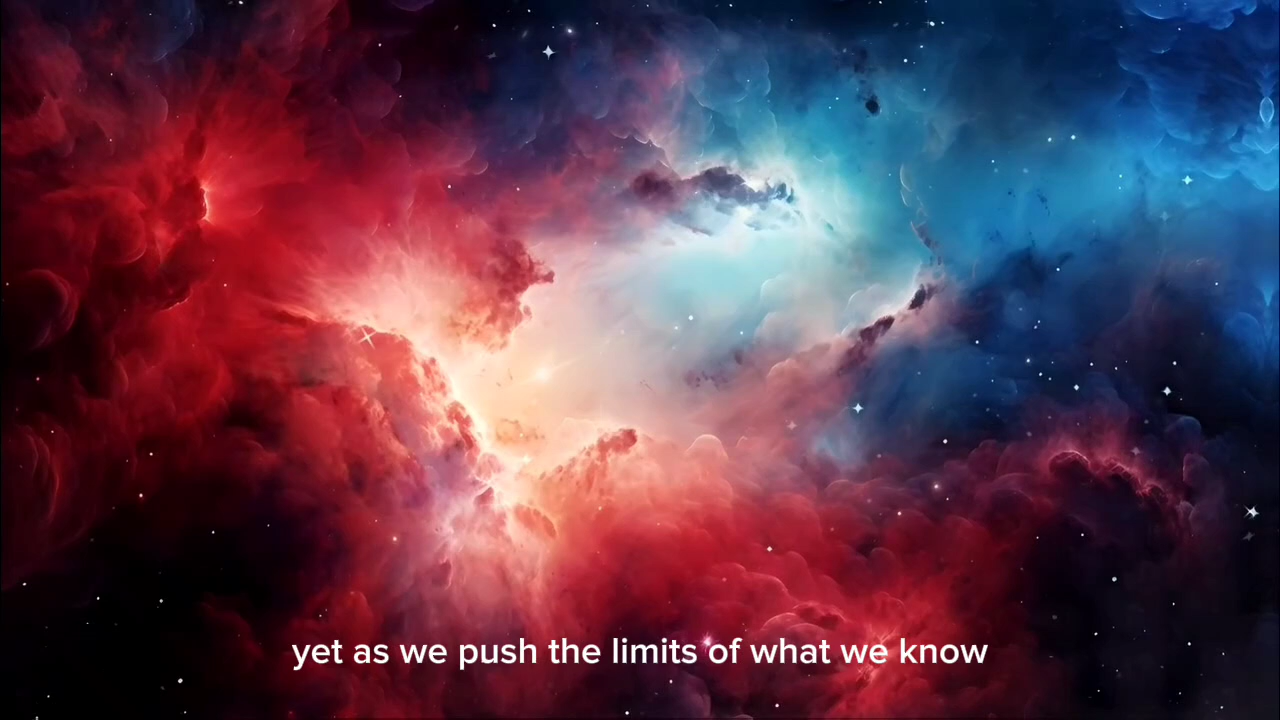 yet as we push the limits of what we know